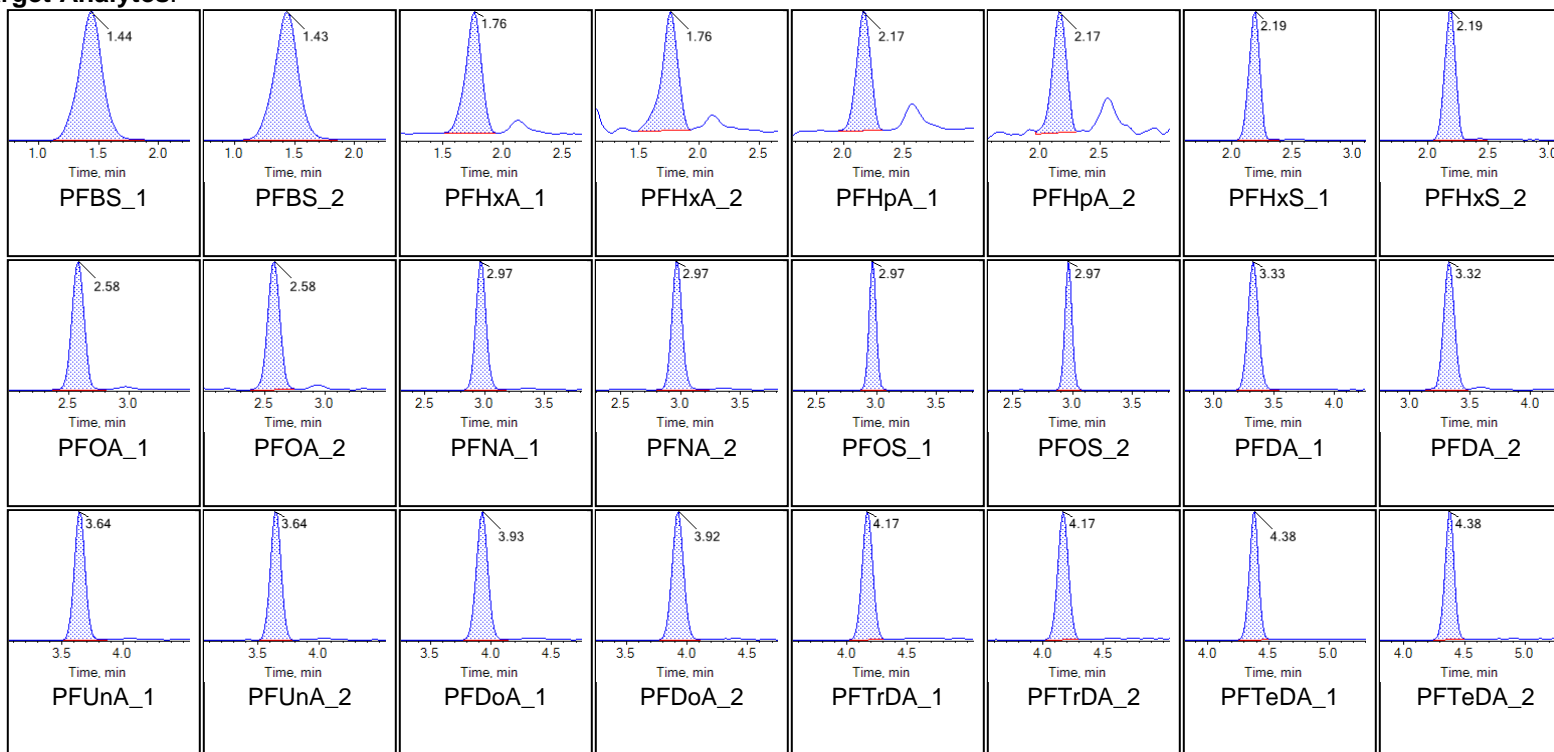 rget Analytes:
1.44 1.43 1.76 1.76 2.17 2.17 2.19 2.19
1.0 1.5 2.0 1.0 1.5 2.0 1.5 2.0 2.5 1.5 2.0 2.5 2.0 2.5 3.0 2.0 2.5 3.0 2.0 2.5 3.0 2.0 2.5 3.0
Time, min Time, min Time, min Time, min Time, min Time, min Time, min Time, min
PFBS_1 PFBS_2 PFHxA_1 PFHxA_2 PFHpA_1 PFHpA_2 PFHxS_1 PFHxS_2
2.58 2.58 2.97 2.97 2.97 2.97 3.33 3.32
2.5 3.0 2.5 3.0 2.5 3.0 3.5 2.5 3.0 3.5 2.5 3.0 3.5 2.5 3.0 3.5 3.0 3.5 4.0 3.0 3.5 4.0
Time, min Time, min Time, min Time, min Time, min Time, min Time, min Time, min
PFOA_1 PFOA_2 PFNA_1 PFNA_2 PFOS_1 PFOS_2 PFDA_1 PFDA_2
3.64 3.64 3.93 3.92 4.17 4.17 4.38 4.38
3.5 4.0 3.5 4.0 3.5 4.0 4.5 3.5 4.0 4.5 4.0 4.5 4.0 4.5 4.0 4.5 5.0 4.0 4.5 5.0
Time, min Time, min Time, min Time, min Time, min Time, min Time, min Time, min
PFUnA_1 PFUnA_2 PFDoA_1 PFDoA_2 PFTrDA_1 PFTrDA_2 PFTeDA_1 PFTeDA_2